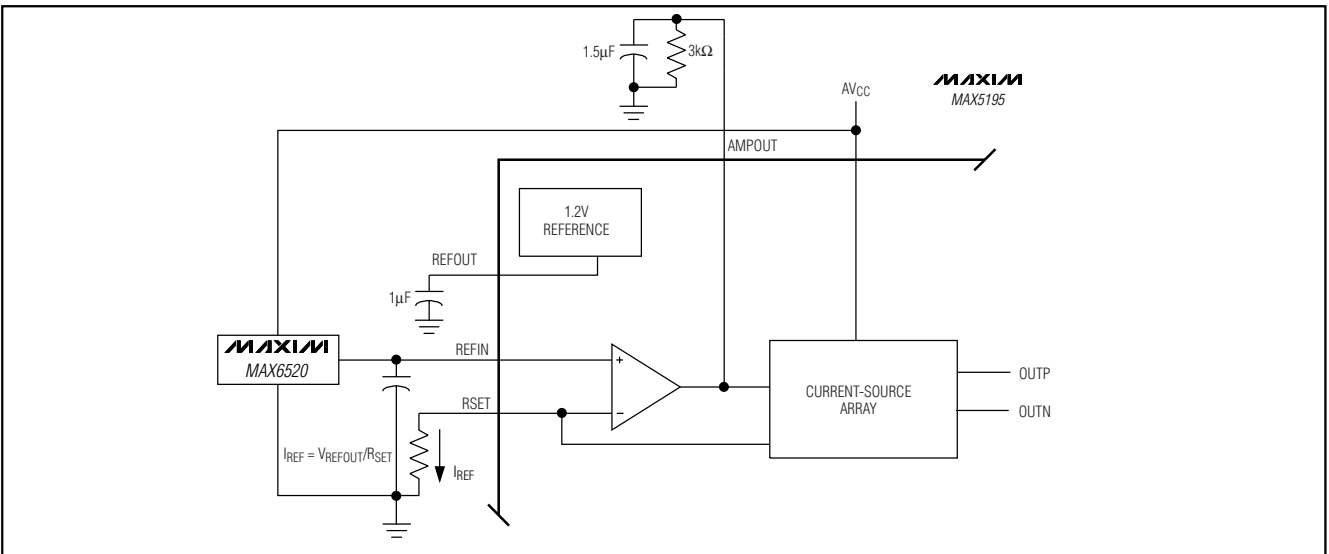 1.5µF
3kΩ
MAXIM
MAX5195
AVCC
AMPOUT
1.2V
REFERENCE
REFOUT
1µF
MAXIM
MAX6520
REFIN
+
RSET
−
CURRENT-SOURCE
ARRAY
OUTP
OUTN
IREF = VREFOUT/RSET
IREF